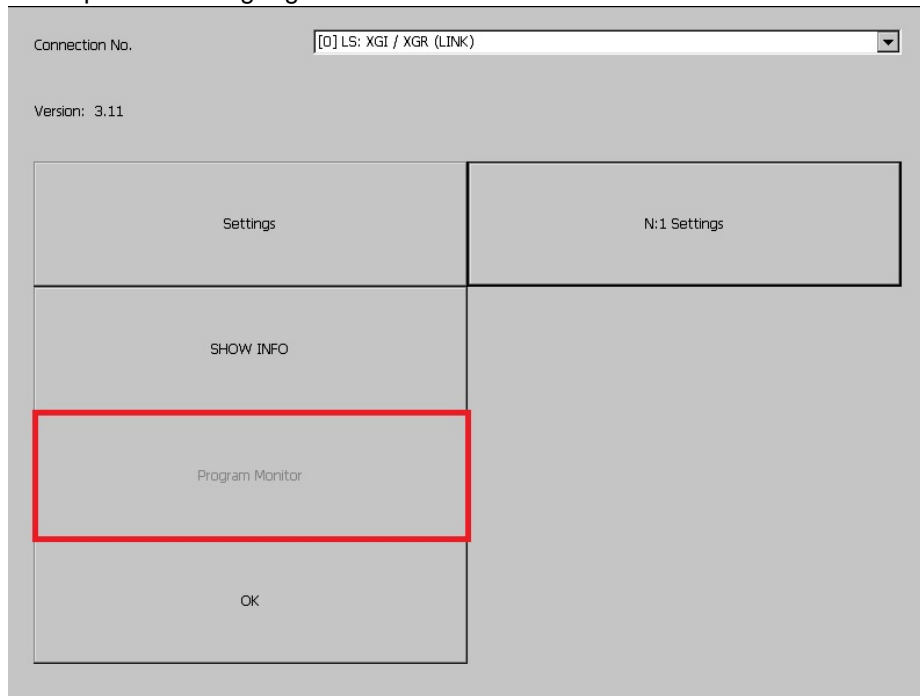 Connection No.
[0] LS: XGI / XGR (LINK)
Version: 3.11
Settings
N:1 Settings
SHOW INFO
Program Monitor
OK